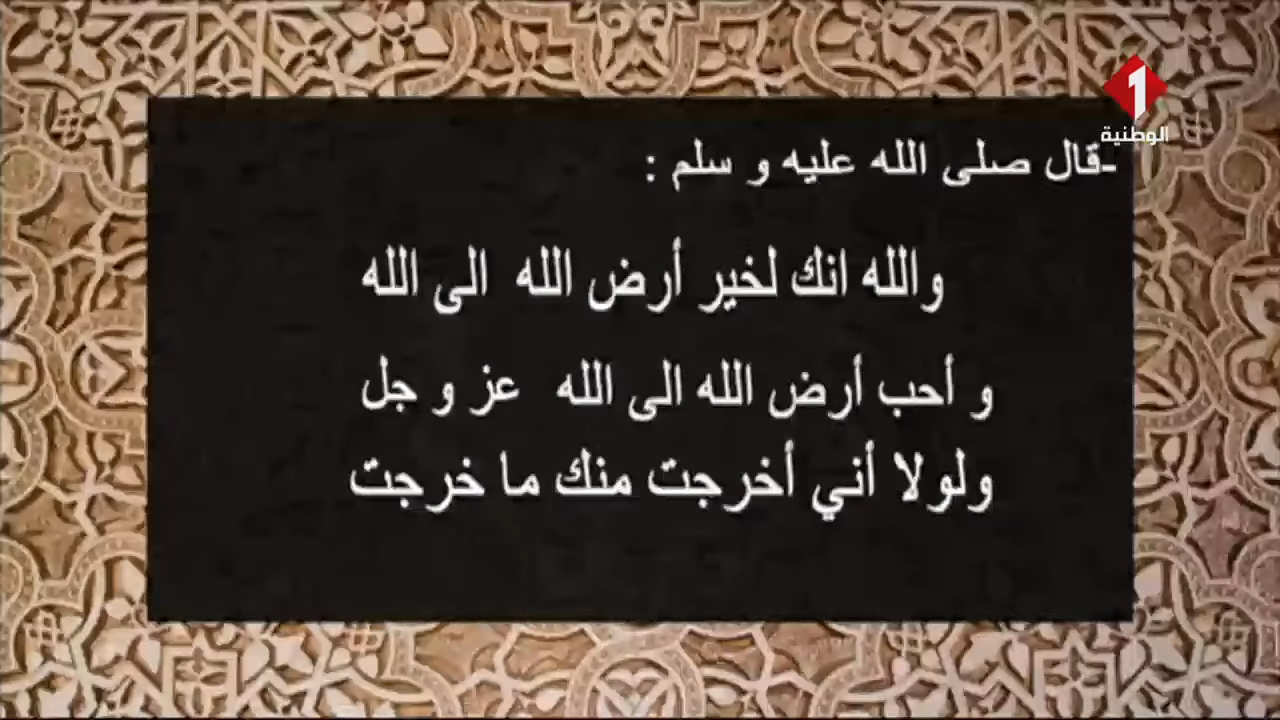 1
الوطنية
-قال صلى الله عليه و سلم :
والله انك لخير أرض الله الى الله
و أحب أرض الله الى الله عز و جل
ولولا أني أخرجت منك ما خرجت